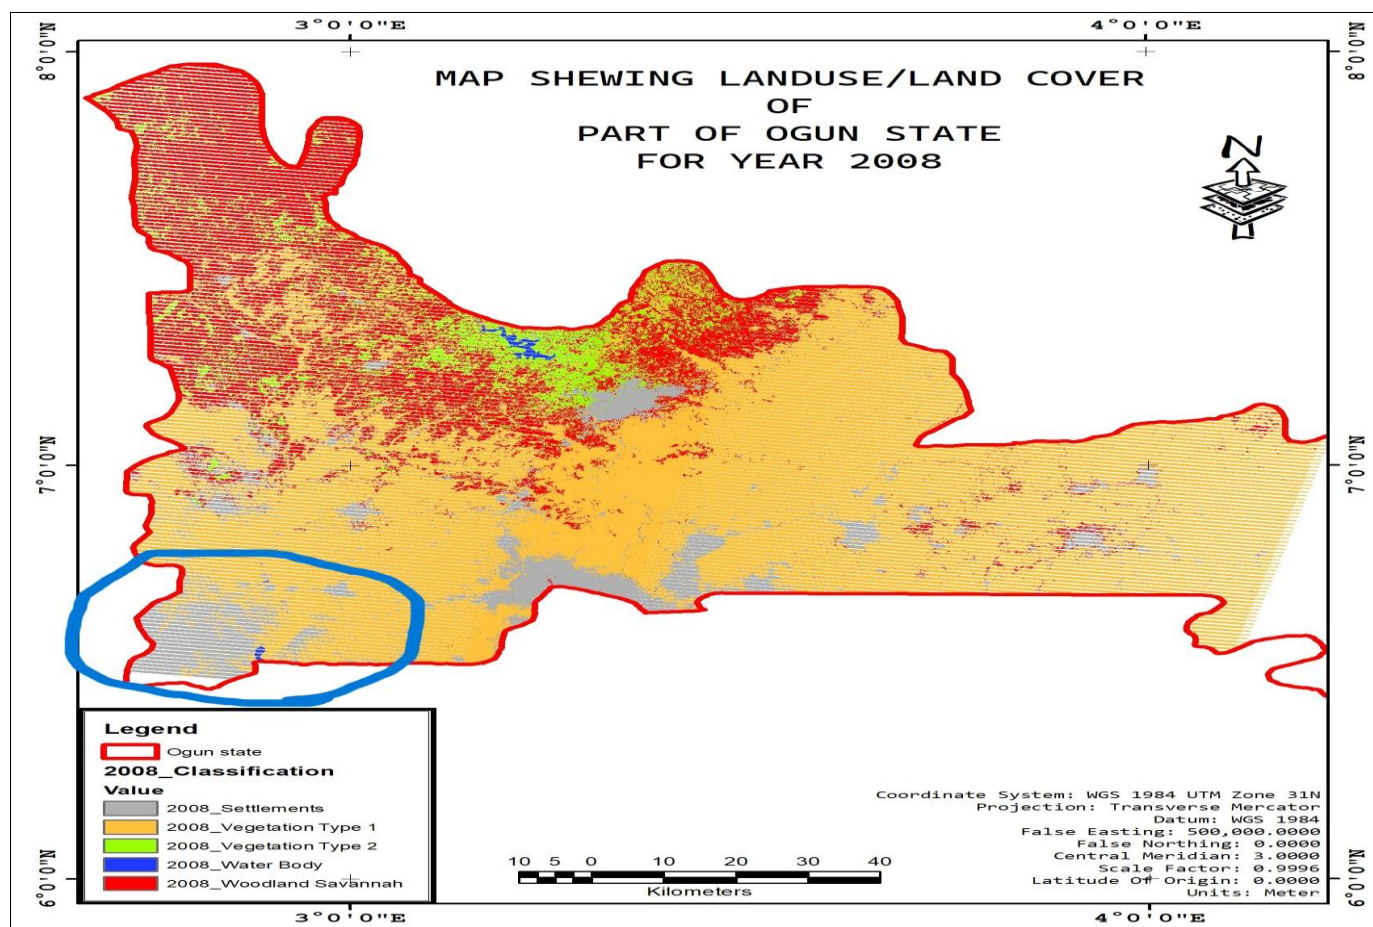 3°0'0"E 4°0'0"E
8°0'0"N 8°0'0"N
MAP SHEWING LANDUSE/LAND COVER
OF
PART OF OGUN STATE
FOR YEAR 2008
N
7°0'0"N 7°0'0"N
Legend
Ogun state
2008_Classification
Value
2008_Settlements
2008_Vegetation Type 1
2008_Vegetation Type 2
2008_Water Body
2008_Woodland Savannah
10 5 0 10 20 30 40
Kilometers
Coordinate System: WGS 1984 UTM Zone 31N
Projection: Transverse Mercator
Datum: WGS 1984
False Easting: 500,000.0000
False Northing: 0.0000
Central Meridian: 3.0000
Scale Factor: 0.9996
Latitude Of Origin: 0.0000
Units: Meter
6°0'0"N 6°0'0"N
3°0'0"E 4°0'0"E